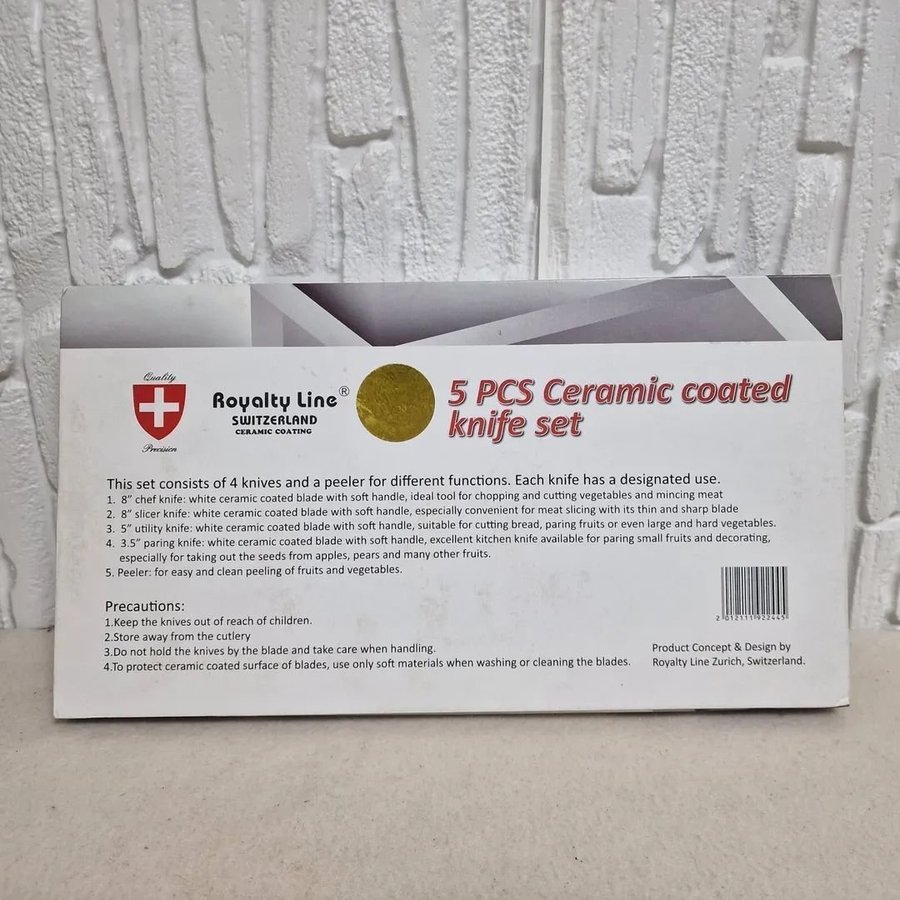 Quality
Precision
Royalty Line®
SWITZERLAND
CERAMIC COATING
5 PCS Ceramic coated
knife set
This set consists of 4 knives and a peeler for different functions. Each knife has a designated use.
1. 8” chef knife: white ceramic coated blade with soft handle, ideal tool for chopping and cutting vegetables and mincing meat
2. 8” slicer knife: white ceramic coated blade with soft handle, especially convenient for meat slicing with its thin and sharp blade
3. 5” utility knife: white ceramic coated blade with soft handle, suitable for cutting bread, paring fruits or even large and hard vegetables.
4. 3.5” paring knife: white ceramic coated blade with soft handle, excellent kitchen knife available for paring small fruits and decorating,
especially for taking out the seeds from apples, pears and many other fruits.
5. Peeler: for easy and clean peeling of fruits and vegetables.
2 012111 922445
Precautions:
1.Keep the knives out of reach of children.
2.Store away from the cutlery
3.Do not hold the knives by the blade and take care when handling.
4.To protect ceramic coated surface of blades, use only soft materials when washing or cleaning the blades.
Product Concept & Design by
Royalty Line Zurich, Switzerland.